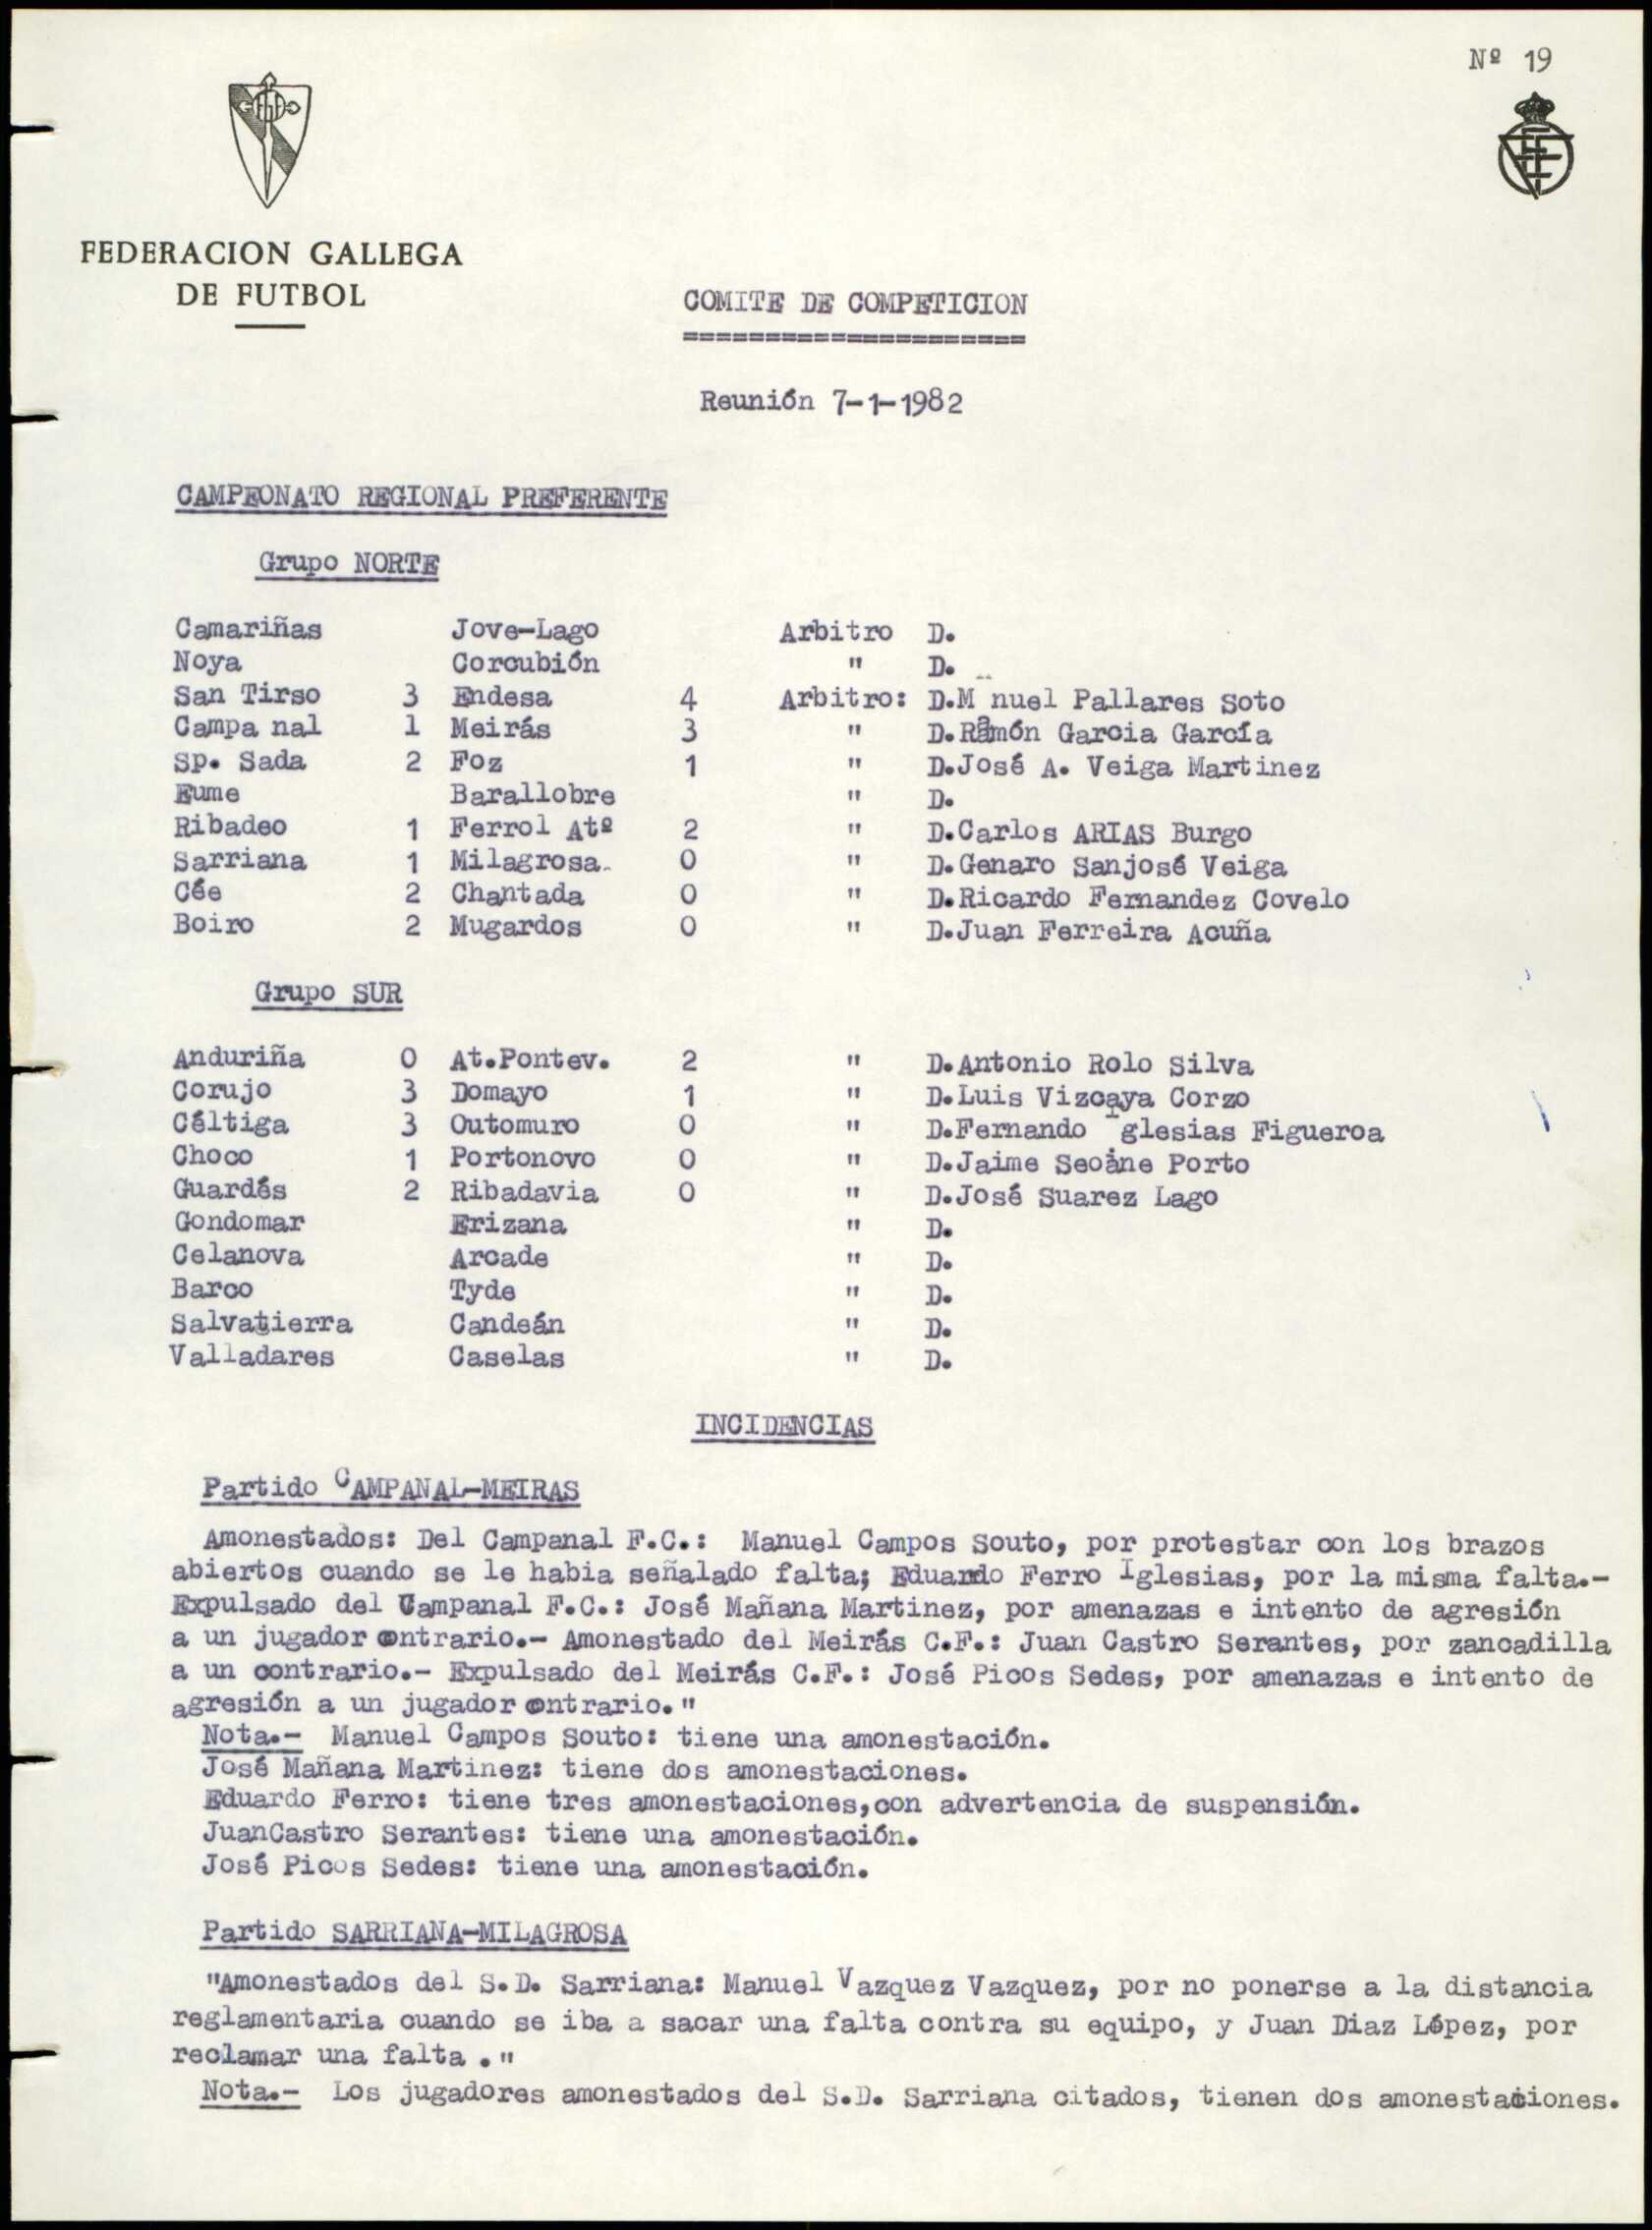 Nº 19
FEDERACION GALLEGA
DE FUTBOL
COMITE DE COMPETICION
=====================
Reunión 7-1-1982
CAMPEONATO REGIONAL PREFERENTE
Grupo NORTE
Camariñas Jove-Lago Arbitro D.
Noya Corcubión " D.
San Tirso 3 Endesa 4 Arbitro: D.M nuel Pallares Soto
Campa nal 1 Meirás 3 " D.Ramón Garcia García
Sp. Sada 2 Foz 1 " D.José A. Veiga Martinez
Eume Barallobre " D.
Ribadeo 1 Ferrol Atº 2 " D.Carlos ARIAS Burgo
Sarriana 1 Milagrosa. 0 " D.Genaro Sanjosé Veiga
Cée 2 Chantada 0 " D.Ricardo Fernandez Covelo
Boiro 2 Mugardos 0 " D.Juan Ferreira Acuña
Grupo SUR
Anduriña 0 At.Pontev. 2 " D.Antonio Rolo Silva
Corujo 3 Domayo 1 " D.Luis Vizcaya Corzo
Céltiga 3 Outomuro 0 " D.Fernando Iglesias Figueroa
Choco 1 Portonovo 0 " D.Jaime Seoane Porto
Guardés 2 Ribadavia 0 " D.José Suarez Lago
Gondomar Erizana " D.
Celanova Arcade " D.
Barco Tyde " D.
Salvatierra Candeán " D.
Valladares Caselas " D.
INCIDENCIAS
Partido CAMPANAL-MEIRAS
Amonestados: Del Campanal F.C.: Manuel Campos Souto, por protestar con los brazos
abiertos cuando se le habia señalado falta; Eduardo Ferro Iglesias, por la misma falta.-
Expulsado del Campanal F.C.: José Mañana Martinez, por amenazas e intento de agresión
a un jugador contrario.- Amonestado del Meirás C.F.: Juan Castro Serantes, por zancadilla
a un contrario.- Expulsado del Meirás C.F.: José Picos Sedes, por amenazas e intento de
agresión a un jugador contrario."
Nota.- Manuel Campos Souto: tiene una amonestación.
José Mañana Martinez: tiene dos amonestaciones.
Eduardo Ferro: tiene tres amonestaciones,con advertencia de suspensión.
JuanCastro Serantes: tiene una amonestación.
José Picos Sedes: tiene una amonestación.
Partido SARRIANA-MILAGROSA
"Amonestados del S.D. Sarriana: Manuel Vazquez Vazquez, por no ponerse a la distancia
reglamentaria cuando se iba a sacar una falta contra su equipo, y Juan Diaz López, por
reclamar una falta ."
Nota.- Los jugadores amonestados del S.D. Sarriana citados, tienen dos amonestaciones.